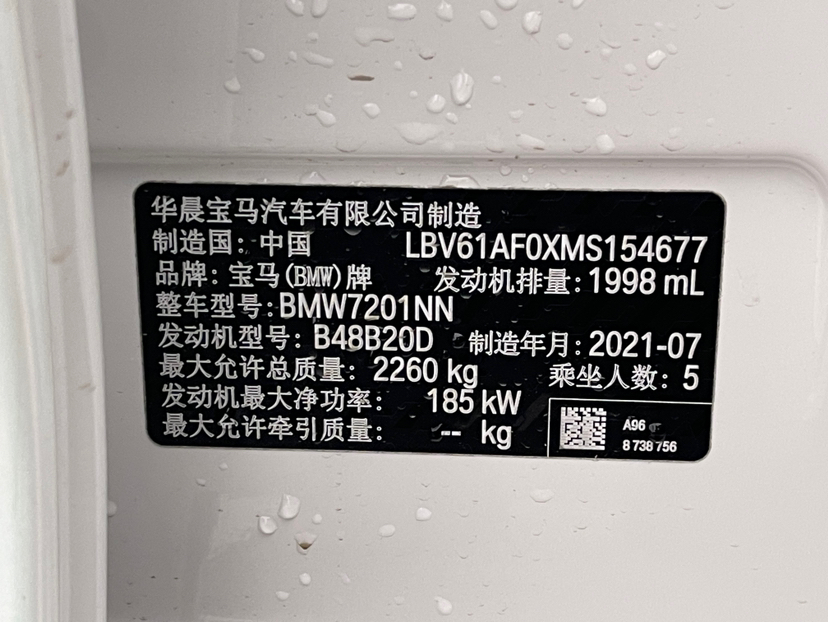 华晨宝马汽车有限公司制造
制造国：中国 LBV61AF0XMS154677
品牌：宝马(BMW)牌 发动机排量：1998 mL
整车型号：BMW7201NN
发动机型号：B48B20D 制造年月：2021-07
最大允许总质量：2260 kg 乘坐人数：5
发动机最大净功率：185 kW
最大允许牵引质量：-- kg
A96
8 738 756